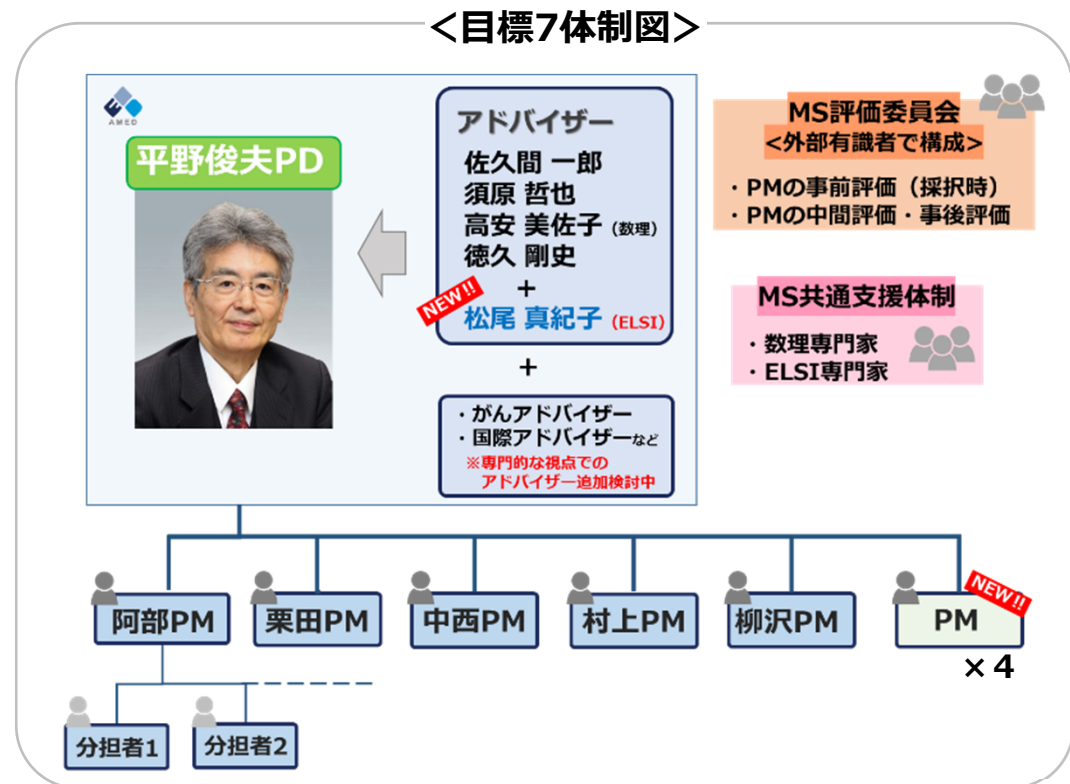 ＜目標7体制図＞
AMED
平野俊夫PD
アドバイザー
佐久間 一郎
須原 哲也
高安 美佐子 (数理)
徳久 剛史
+
NEW!!
松尾 真紀子 (ELSI)
+
・がんアドバイザー
・国際アドバイザーなど
※専門的な視点での
アドバイザー追加検討中
MS評価委員会
<外部有識者で構成>
・PMの事前評価（採択時）
・PMの中間評価・事後評価
MS共通支援体制
・数理専門家
・ELSI専門家
阿部PM
栗田PM
中西PM
村上PM
柳沢PM
NEW!!
PM
×４
分担者1
分担者2